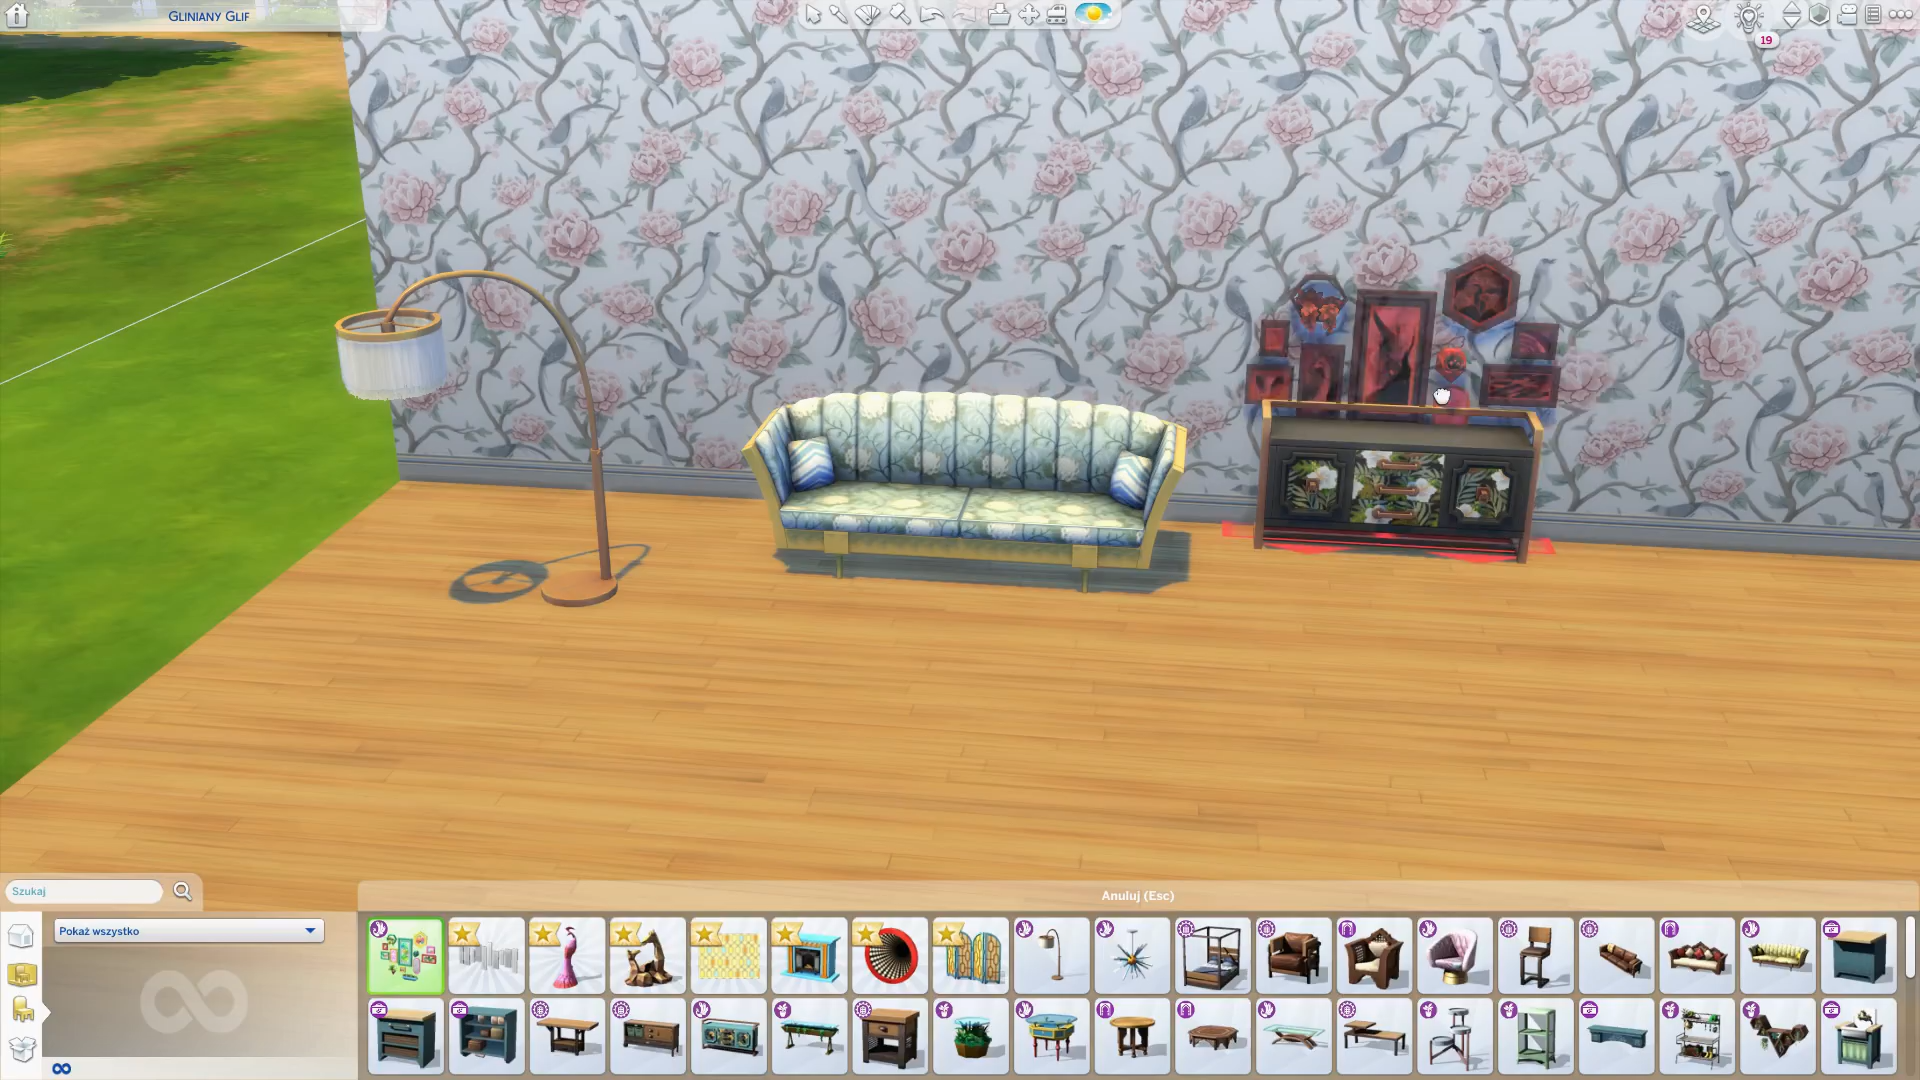 GLINIANY GLIF
19
Szukaj
Anuluj (Esc)
Pokaż wszystko